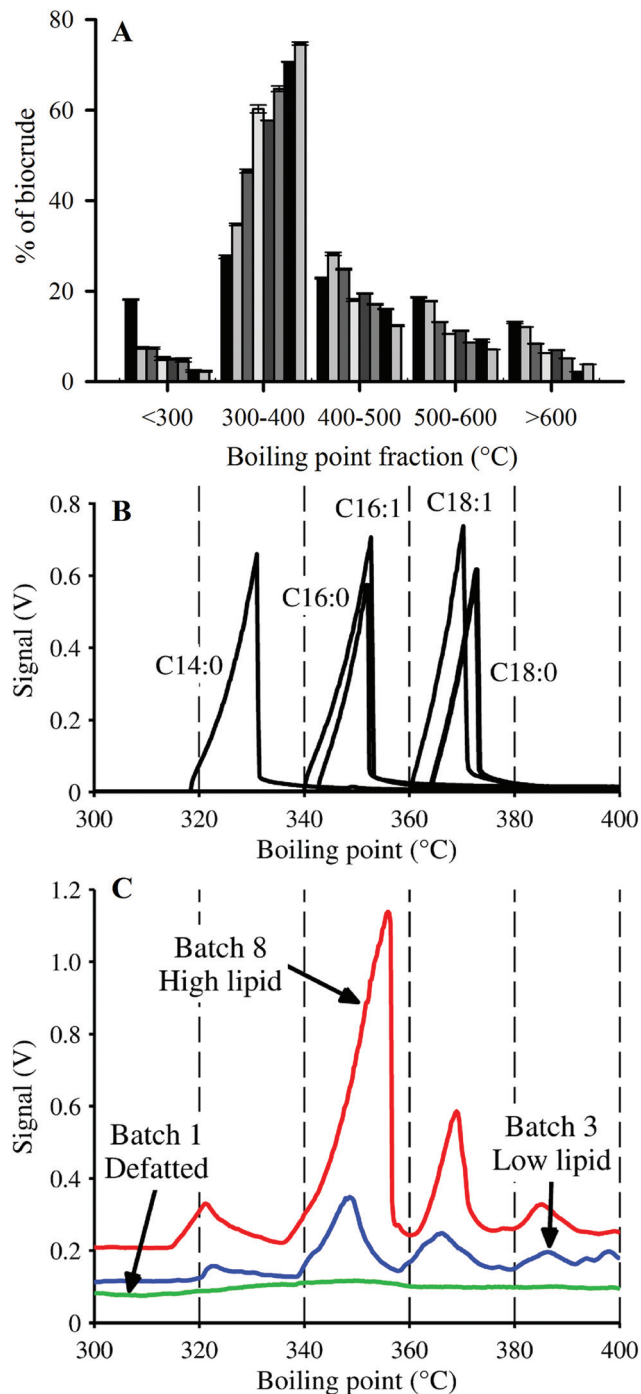 A
% of biocrude
80
60
40
20
0
<300 300-400 400-500 500-600 >600
Boiling point fraction (°C)
B
Signal (V)
0.8
0.6
0.4
0.2
0
C14:0
C16:0
C16:1
C18:1
C18:0
300 320 340 360 380 400
Boiling point (°C)
C
Signal (V)
1.2
1.0
0.8
0.6
0.4
0.2
0.0
Batch 8
High lipid
Batch 1
Defatted
Batch 3
Low lipid
300 320 340 360 380 400
Boiling point (°C)